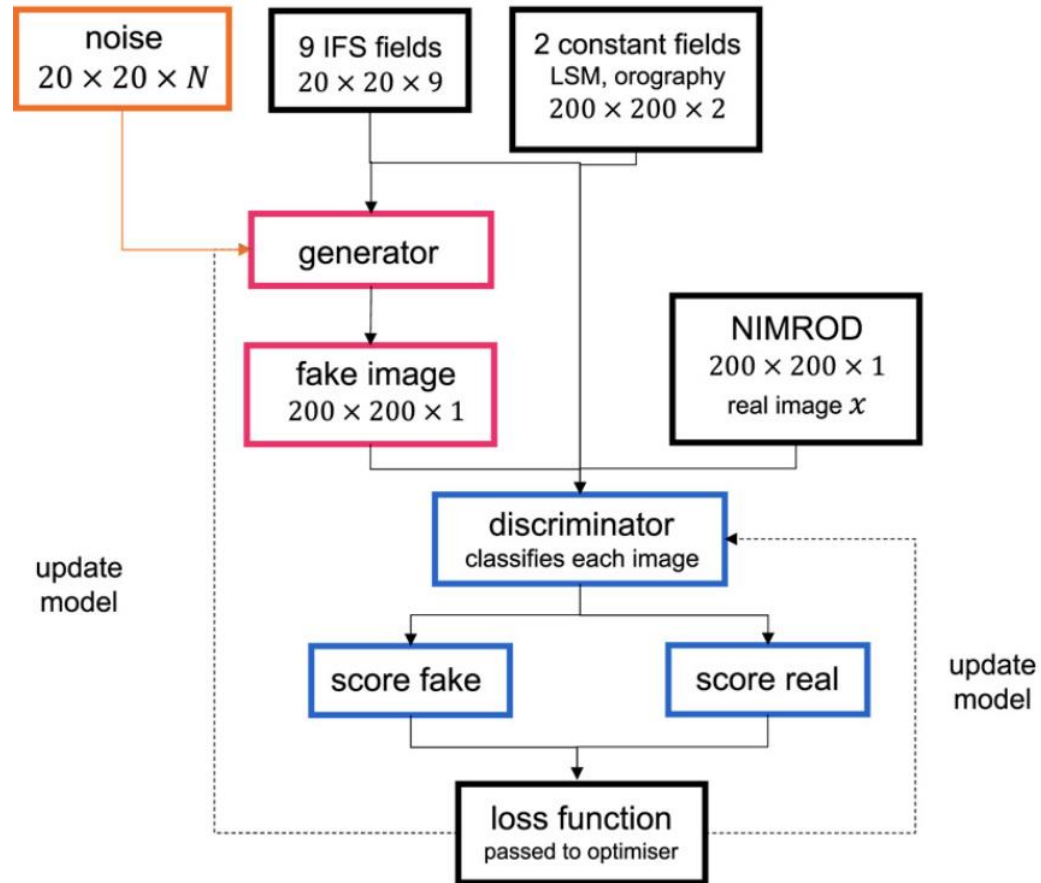 noise
20 × 20 × N
9 IFS fields
20 × 20 × 9
2 constant fields
LSM, orography
200 × 200 × 2
generator
fake image
200 × 200 × 1
NIMROD
200 × 200 × 1
real image x
discriminator
classifies each image
update
model
score fake
score real
update
model
loss function
passed to optimiser